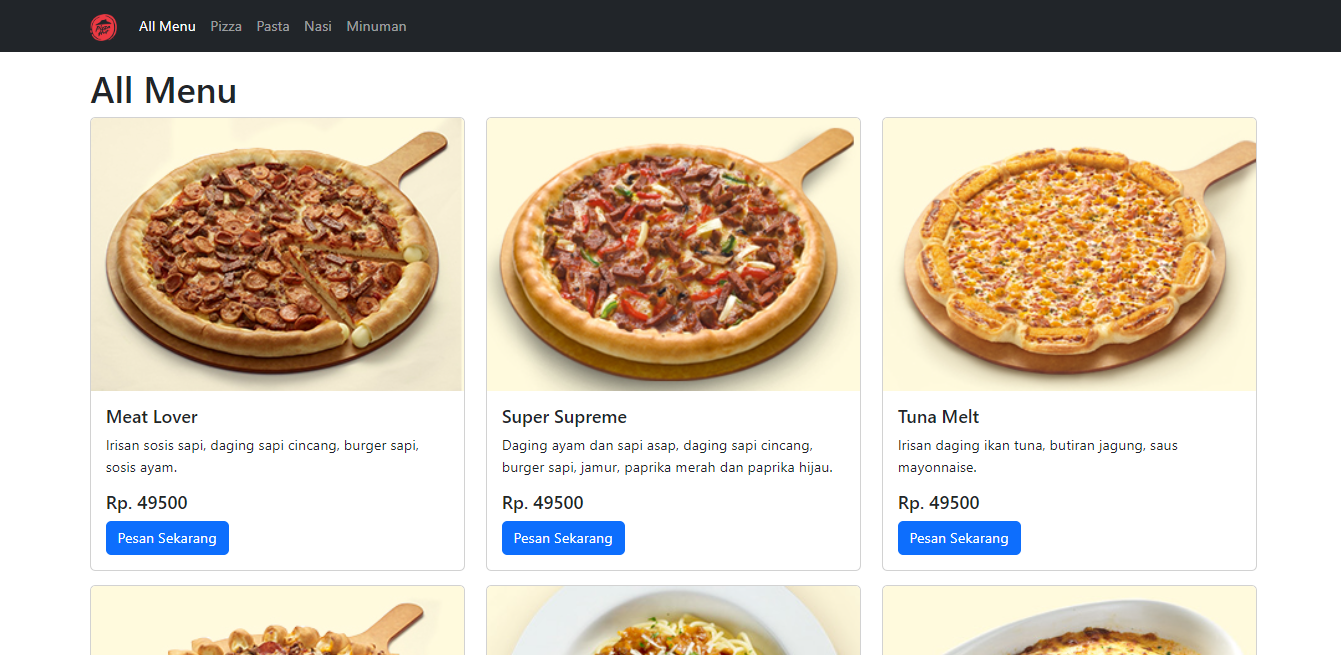 All Menu Pizza Pasta Nasi Minuman
All Menu
Meat Lover
Irisan sosis sapi, daging sapi cincang, burger sapi,
sosis ayam.
Rp. 49500
Pesan Sekarang
Super Supreme
Daging ayam dan sapi asap, daging sapi cincang,
burger sapi, jamur, paprika merah dan paprika hijau.
Rp. 49500
Pesan Sekarang
Tuna Melt
Irisan daging ikan tuna, butiran jagung, saus
mayonnaise.
Rp. 49500
Pesan Sekarang